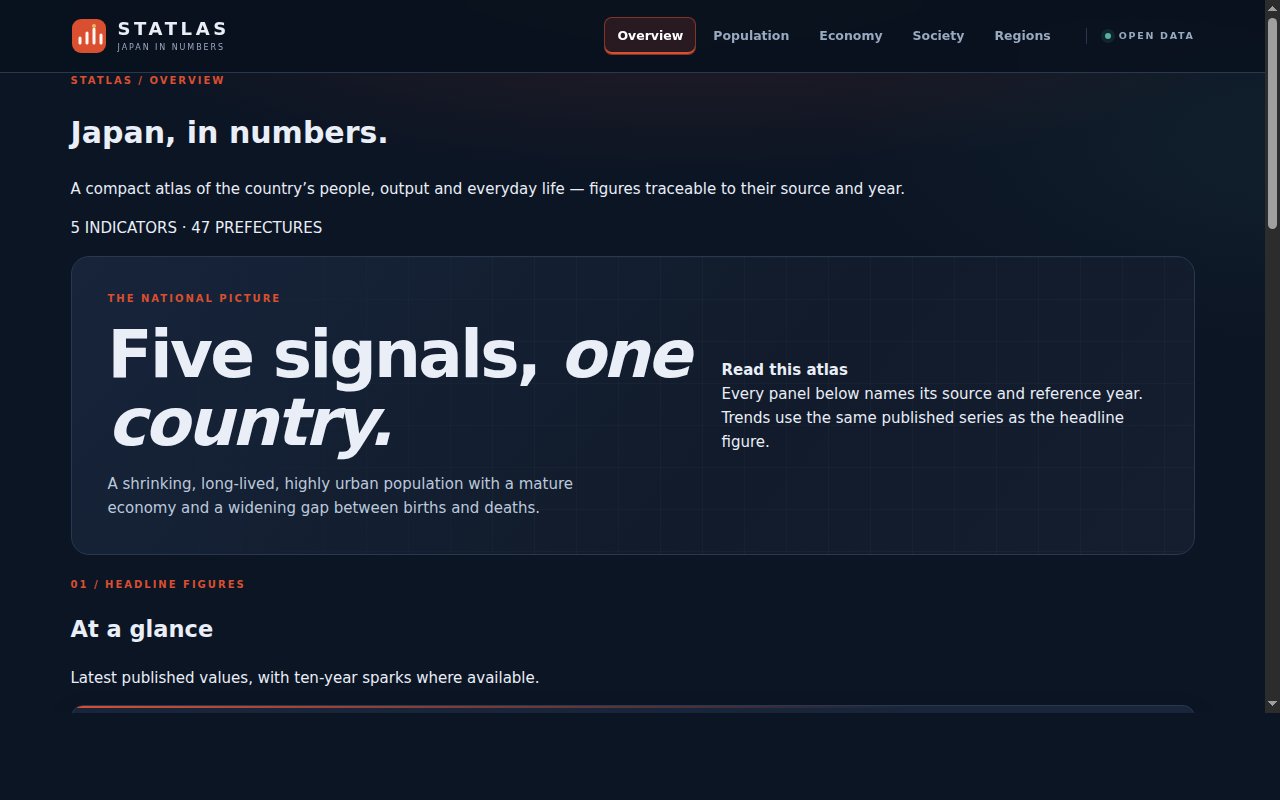 STATLAS
JAPAN IN NUMBERS
Overview
Population
Economy
Society
Regions
OPEN DATA
STATLAS / OVERVIEW
Japan, in numbers.
A compact atlas of the country’s people, output and everyday life — figures traceable to their source and year.
5 INDICATORS · 47 PREFECTURES
THE NATIONAL PICTURE
Five signals, one
country.
A shrinking, long-lived, highly urban population with a mature
economy and a widening gap between births and deaths.
Read this atlas
Every panel below names its source and reference year.
Trends use the same published series as the headline
figure.
01 / HEADLINE FIGURES
At a glance
Latest published values, with ten-year sparks where available.